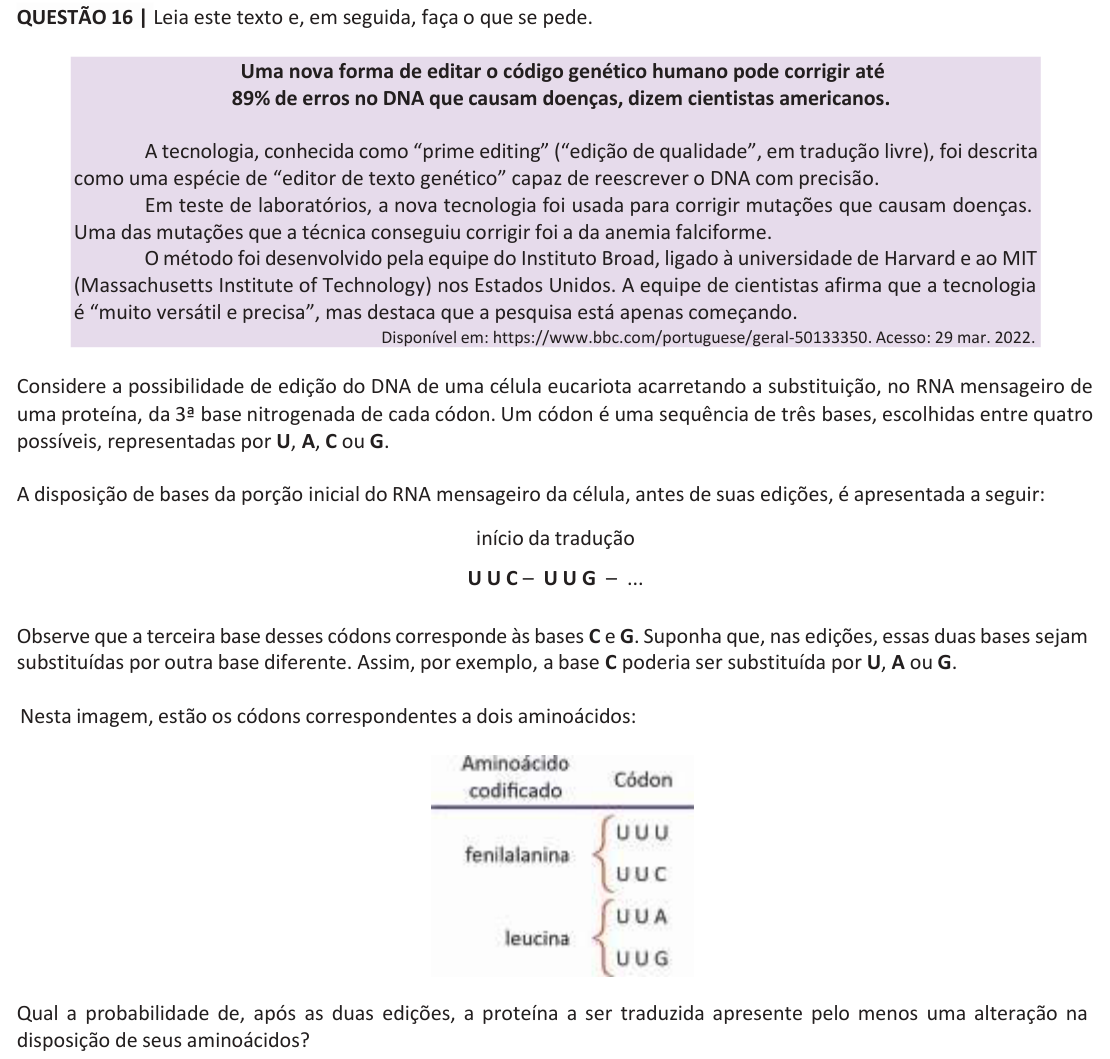 QUESTÃO 16 | Leia este texto e, em seguida, faça o que se pede.
Uma nova forma de editar o código genético humano pode corrigir até
89% de erros no DNA que causam doenças, dizem cientistas americanos.
A tecnologia, conhecida como “prime editing” (“edição de qualidade”, em tradução livre), foi descrita
como uma espécie de “editor de texto genético” capaz de reescrever o DNA com precisão.
Em teste de laboratórios, a nova tecnologia foi usada para corrigir mutações que causam doenças.
Uma das mutações que a técnica conseguiu corrigir foi a da anemia falciforme.
O método foi desenvolvido pela equipe do Instituto Broad, ligado à universidade de Harvard e ao MIT
(Massachusetts Institute of Technology) nos Estados Unidos. A equipe de cientistas afirma que a tecnologia
é “muito versátil e precisa”, mas destaca que a pesquisa está apenas começando.
Disponível em: https://www.bbc.com/portuguese/geral-50133350. Acesso: 29 mar. 2022.
Considere a possibilidade de edição do DNA de uma célula eucariota acarretando a substituição, no RNA mensageiro de
uma proteína, da 3ª base nitrogenada de cada códon. Um códon é uma sequência de três bases, escolhidas entre quatro
possíveis, representadas por U, A, C ou G.
A disposição de bases da porção inicial do RNA mensageiro da célula, antes de suas edições, é apresentada a seguir:
início da tradução
U U C – U U G – ...
Observe que a terceira base desses códons corresponde às bases C e G. Suponha que, nas edições, essas duas bases sejam
substituídas por outra base diferente. Assim, por exemplo, a base C poderia ser substituída por U, A ou G.
Nesta imagem, estão os códons correspondentes a dois aminoácidos:
Aminoácido
codificado
Códon
fenilalanina
U U U
U U C
leucina
U U A
U U G
Qual a probabilidade de, após as duas edições, a proteína a ser traduzida apresente pelo menos uma alteração na
disposição de seus aminoácidos?